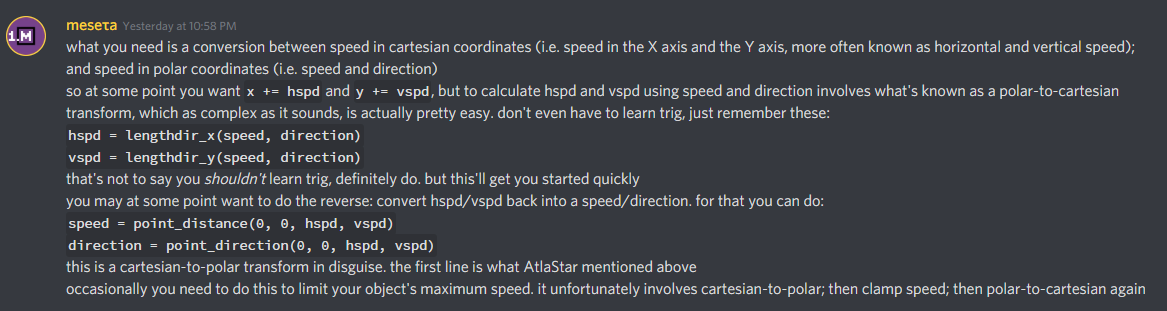 1.M
meseta Yesterday at 10:58 PM
what you need is a conversion between speed in cartesian coordinates (i.e. speed in the X axis and the Y axis, more often known as horizontal and vertical speed);
and speed in polar coordinates (i.e. speed and direction)
so at some point you want x += hspd and y += vspd, but to calculate hspd and vspd using speed and direction involves what's known as a polar-to-cartesian
transform, which as complex as it sounds, is actually pretty easy. don't even have to learn trig, just remember these:
hspd = lengthdir_x(speed, direction)
vspd = lengthdir_y(speed, direction)
that's not to say you shouldn't learn trig, definitely do. but this'll get you started quickly
you may at some point want to do the reverse: convert hspd/vspd back into a speed/direction. for that you can do:
speed = point_distance(0, 0, hspd, vspd)
direction = point_direction(0, 0, hspd, vspd)
this is a cartesian-to-polar transform in disguise. the first line is what AtlaStar mentioned above
occasionally you need to do this to limit your object's maximum speed. it unfortunately involves cartesian-to-polar; then clamp speed; then polar-to-cartesian again